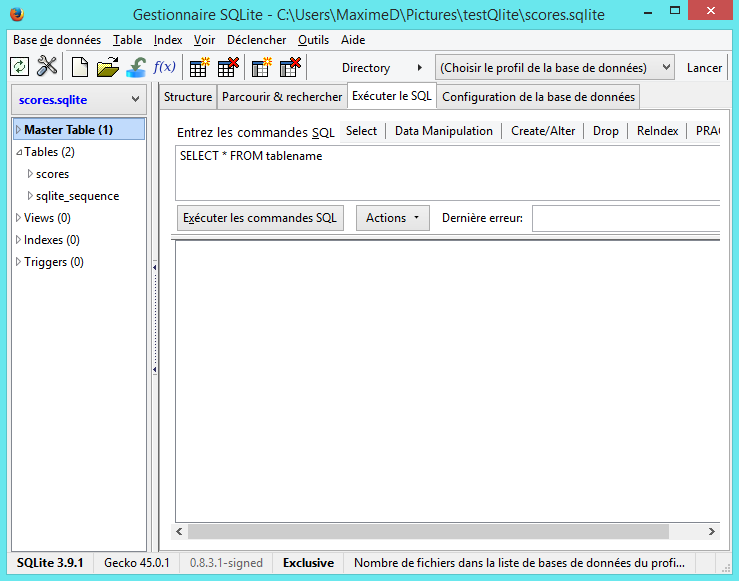 Gestionnaire SQLite - C:\Users\MaximeD\Pictures\testQlite\scores.sqlite
Base de données Table Index Voir Déclencher Outils Aide
f(x) Directory (Choisir le profil de la base de données) Lancer
scores.sqlite
Structure Parcourir & rechercher Exécuter le SQL Configuration de la base de données
Master Table (1)
Tables (2)
scores
sqlite_sequence
Views (0)
Indexes (0)
Triggers (0)
Entrez les commandes SQL Select Data Manipulation Create/Alter Drop ReIndex PRAG
SELECT * FROM tablename
Exécuter les commandes SQL Actions Dernière erreur:
SQLite 3.9.1 Gecko 45.0.1 0.8.3.1-signed Exclusive Nombre de fichiers dans la liste de bases de données du profi...